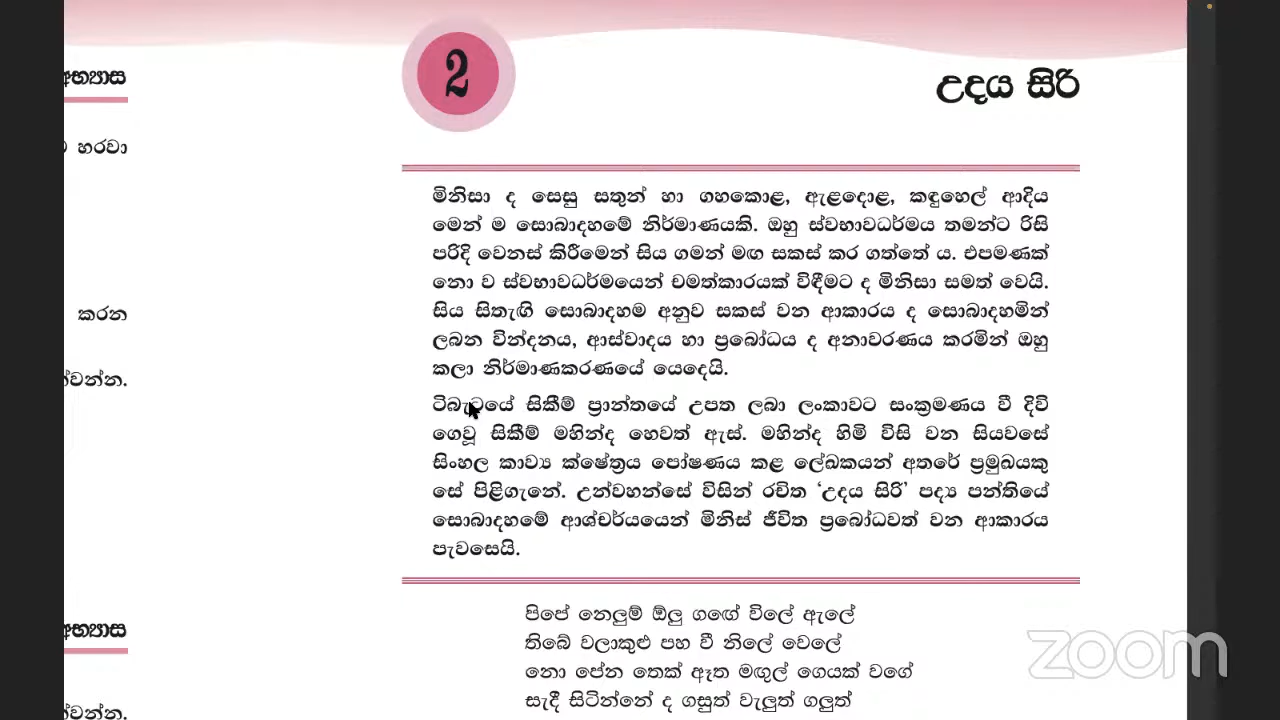 2
උදය සිරි
මිනිසා ද සෙසු සතුන් හා ගහකොළ, ඇළදොළ, කඳුහෙල් ආදිය
මෙන් ම සොබාදහමේ නිර්මාණයකි. ඔහු ස්වභාවධර්මය තමන්ට රිසි
පරිදි වෙනස් කිරීමෙන් සිය ගමන් මඟ සකස් කර ගත්තේ ය. එපමණක්
නො ව ස්වභාවධර්මයෙන් චමත්කාරයක් විඳීමට ද මිනිසා සමත් වෙයි.
සිය සිතැඟි සොබාදහම අනුව සකස් වන ආකාරය ද සොබාදහමින්
ලබන වින්දනය, ආස්වාදය හා ප්‍රබෝධය ද අනාවරණය කරමින් ඔහු
කලා නිර්මාණකරණයේ යෙදෙයි.
ටිබැටයේ සිකීම් ප්‍රාන්තයේ උපත ලබා ලංකාවට සංක්‍රමණය වී දිවි
ගෙවූ සිකීම් මහින්ද හෙවත් ඇස්. මහින්ද හිමි විසි වන සියවසේ
සිංහල කාව්‍ය ක්ෂේත්‍රය පෝෂණය කළ ලේඛකයන් අතරේ ප්‍රමුඛයකු
සේ පිළිගැනේ. උන්වහන්සේ විසින් රචිත ‘උදය සිරි’ පද්‍ය පන්තියේ
සොබාදහමේ ආශ්චර්යයෙන් මිනිස් ජීවිත ප්‍රබෝධවත් වන ආකාරය
පැවසෙයි.
පිපේ නෙලුම් ඕලු ගඟේ විලේ ඇලේ
තිබේ වලාකුළු පහ වී නිලේ වෙලේ
නො පේන තෙක් ඈත මඟුල් ගෙයක් වගේ
සැදී සිටින්නේ ද ගසුත් වැලුත් ගලුත්
හරවා
කරන
zoom